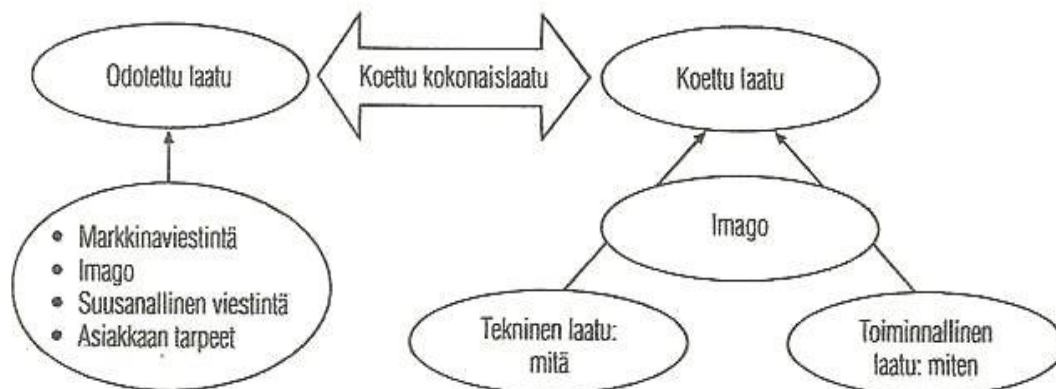 Odotettu laatu
Koettu kokonaislaatu
Koettu laatu
• Markkinaviestintä
• Imago
• Suusanallinen viestintä
• Asiakkaan tarpeet
Imago
Tekninen laatu:
mitä
Toiminnallinen
laatu: miten